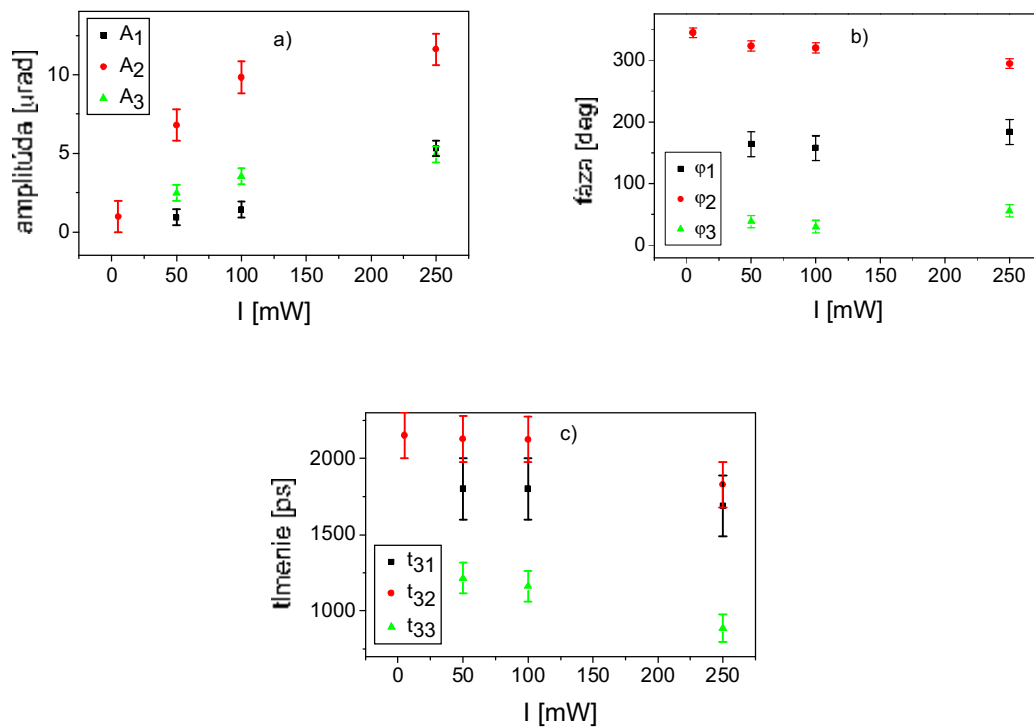 a)
A1
A2
A3
amplitúda [μrad]
10
5
0
0 50 100 150 200 250
I [mW]
b)
fáza [deg]
300
200
100
0
φ1
φ2
φ3
0 50 100 150 200 250
I [mW]
c)
tlmenie [ps]
2000
1500
1000
t31
t32
t33
0 50 100 150 200 250
I [mW]